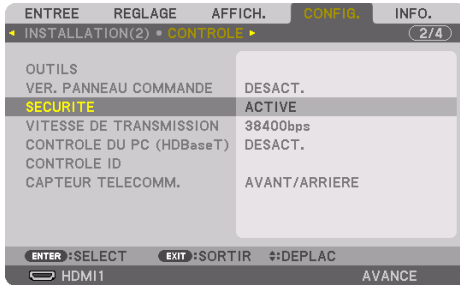 ENTREE REGLAGE AFFICH. CONFIG. INFO.
INSTALLATION(2) • CONTROLE 2/4
OUTILS
VER. PANNEAU COMMANDE DESACT.
SECURITE ACTIVE
VITESSE DE TRANSMISSION 38400bps
CONTROLE DU PC (HDBaseT) DESACT.
CONTROLE ID
CAPTEUR TELECOMM. AVANT/ARRIERE
ENTER :SELECT EXIT :SORTIR :DEPLAC
HDMI1 AVANCE